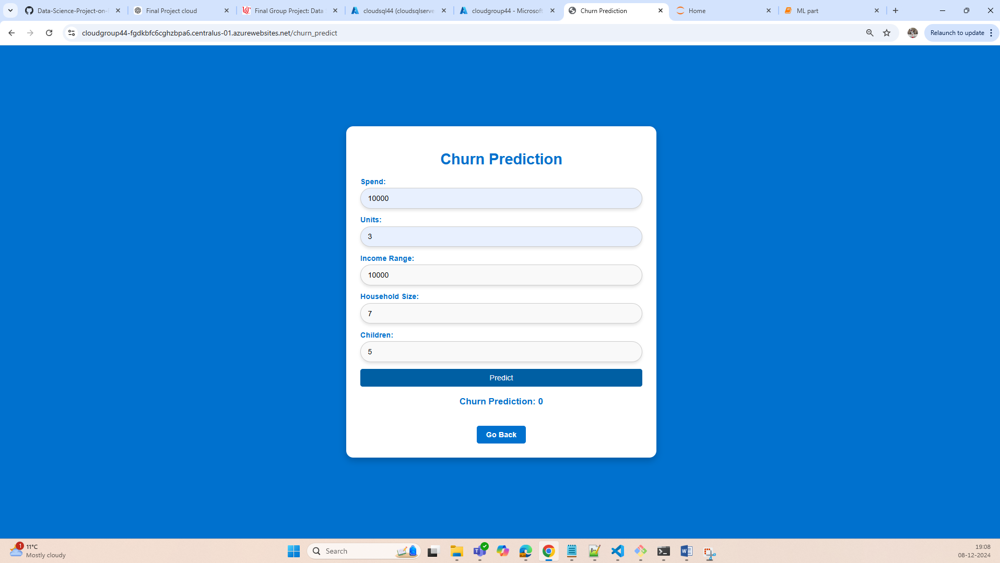 Data-Science-Project-on-
Final Project cloud
Final Group Project: Data
cloudsql44 (cloudsqlserve
cloudgroup44 - Microsoft
Churn Prediction
Home
ML part
cloudgroup44-fgdkbfc6cghzbpa6.centralus-01.azurewebsites.net/churn_predict
Relaunch to update
Churn Prediction
Spend:
10000
Units:
3
Income Range:
10000
Household Size:
7
Children:
5
Predict
Churn Prediction: 0
Go Back
1
11°C
Mostly cloudy
Search
19:08
08-12-2024